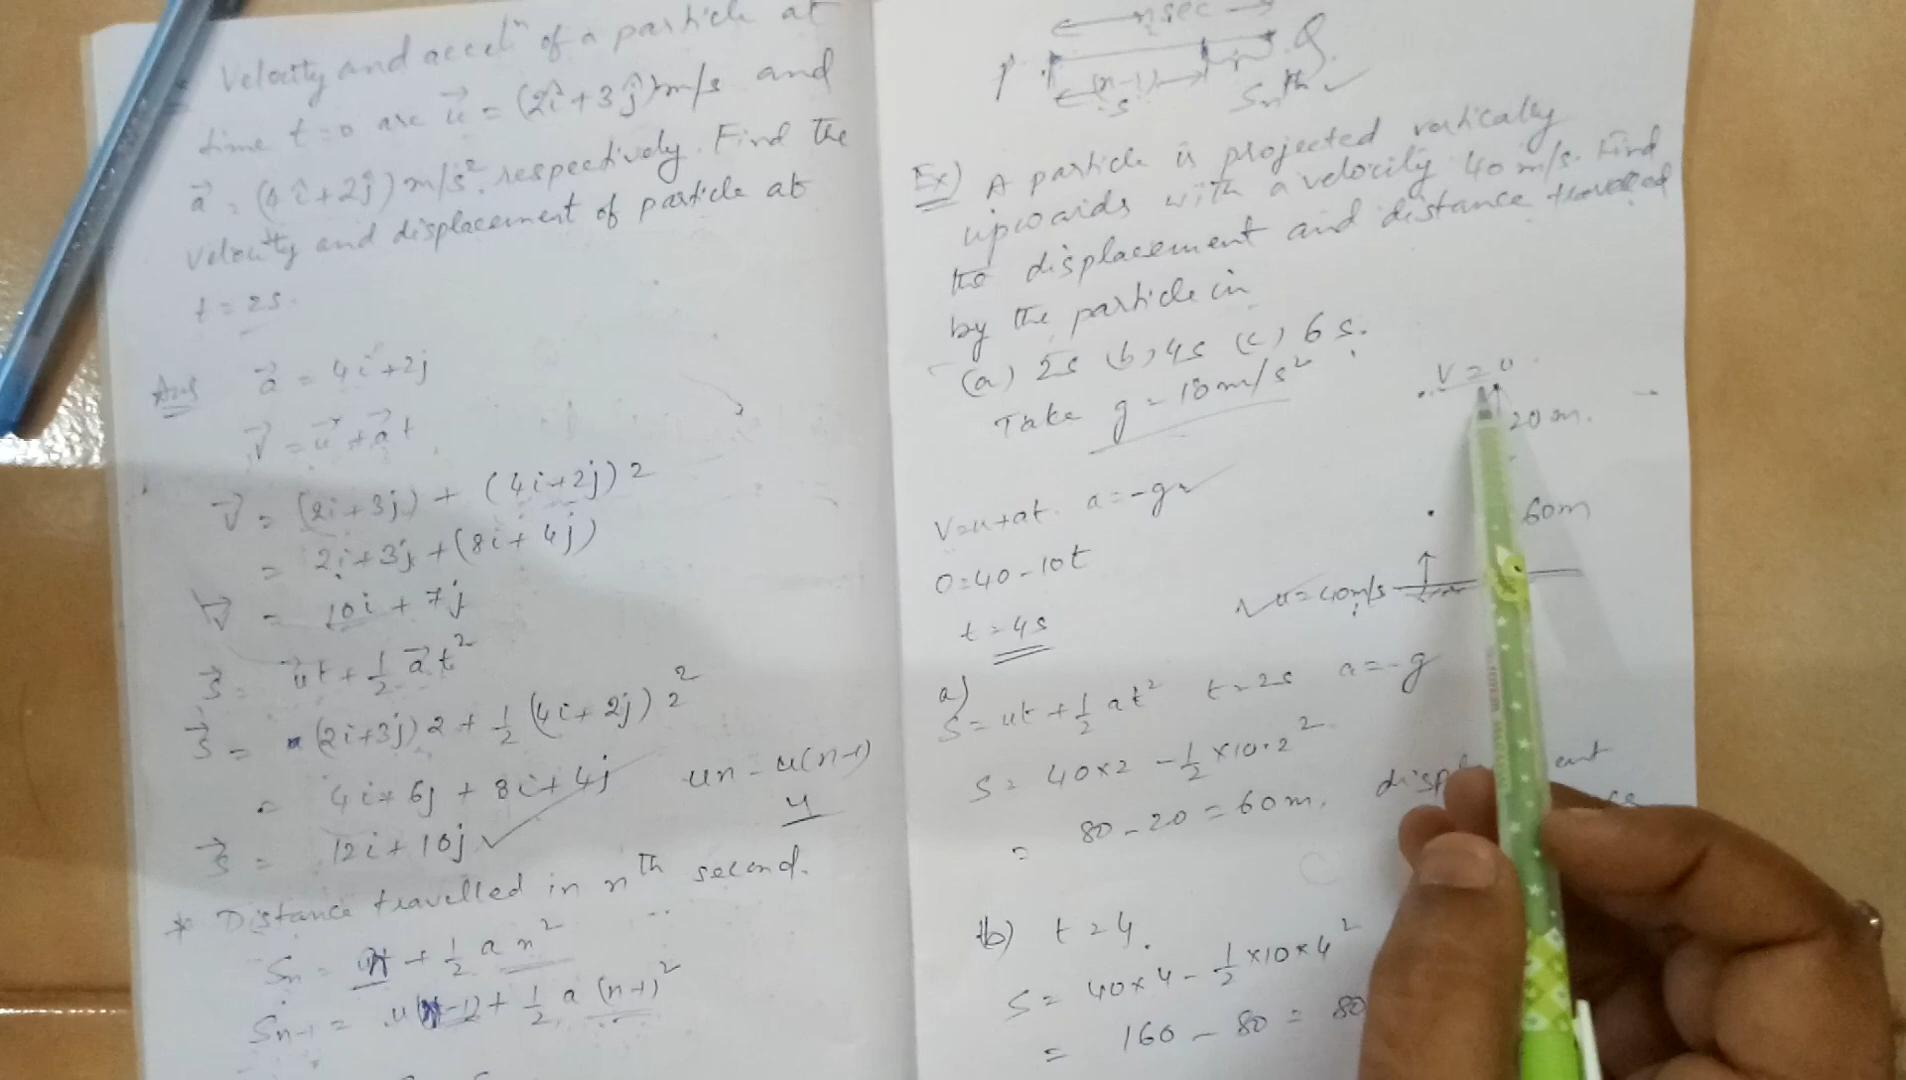 Velocity and accelⁿ of a particle at
time t=0 are u⃗ = (2î+3ĵ) m/s and
a⃗ = (4î+2ĵ) m/s². respectively. Find the
velocity and displacement of particle at
t = 2s.
Ans a⃗ = 4i+2j
v⃗ = u⃗ + a⃗t
v⃗ = (2i+3j) + (4i+2j) 2
= 2i+3j + (8i+4j)
v⃗ = 10i + 7j
s⃗ = u⃗t + 1/2 a⃗t²
s⃗ = (2i+3j) 2 + 1/2 (4i+2j) 2²
= 4i+6j + 8i+4j
un - u(n-1)
u
s⃗ = 12i+10j ✓
* Distance travelled in nth second.
Sn = un + 1/2 a n²
Sn-1 = u(n-1) + 1/2 a (n-1)²
n sec
P Q
(n-1) n
s Snth ✓
Ex) A particle is projected vertically
upwards with a velocity 40 m/s. Find
the displacement and distance travelled
by the particle in
(a) 2s (b) 4s (c) 6s.
Take g = 10m/s²
V = 0
20m.
60m
u=40m/s
V=u+at. a=-g
0=40-10t
t=4s
a)
S=ut+1/2 at² t=2s a=-g
S= 40×2 - 1/2 ×10.2²
= 80-20 = 60m.
(b) t=4.
S= 40×4 - 1/2 ×10×4²
= 160 - 80 = 80